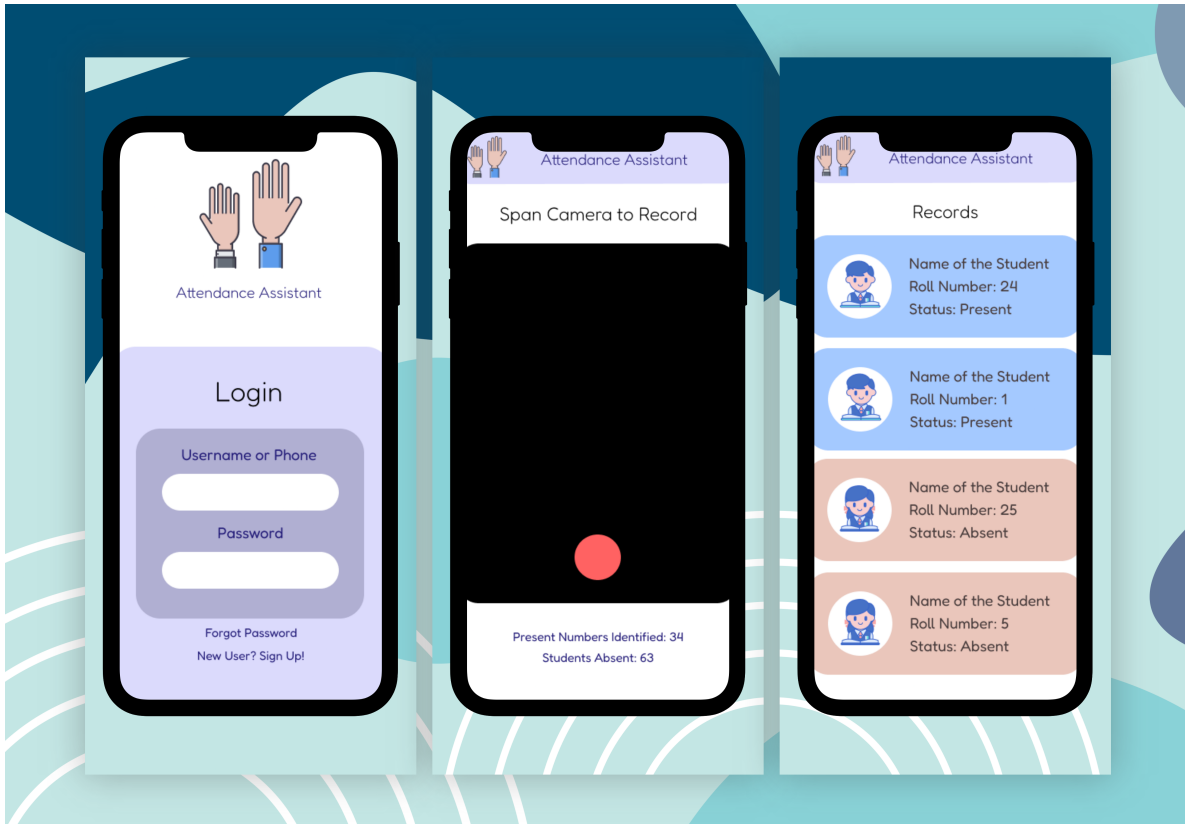 Attendance Assistant
Login
Username or Phone
Password
Forgot Password
New User? Sign Up!
Attendance Assistant
Span Camera to Record
Present Numbers Identified: 34
Students Absent: 63
Attendance Assistant
Records
Name of the Student
Roll Number: 24
Status: Present
Name of the Student
Roll Number: 1
Status: Present
Name of the Student
Roll Number: 25
Status: Absent
Name of the Student
Roll Number: 5
Status: Absent